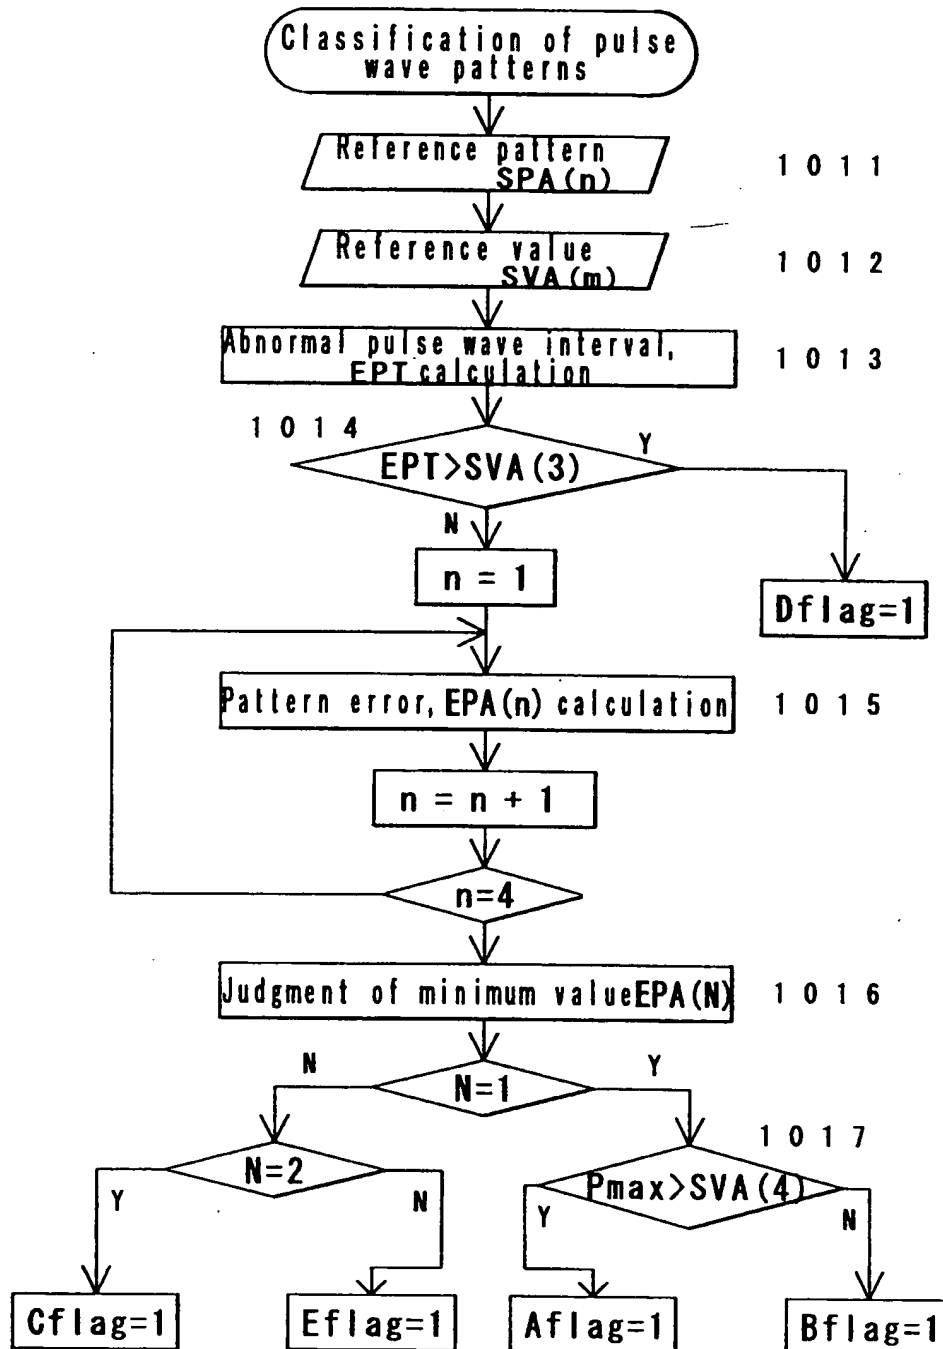 Classification of pulse
wave patterns
Reference pattern
SPA(n)
1011
Reference value
SVA(m)
1012
Abnormal pulse wave interval,
EPT calculation
1013
1014
EPT>SVA(3)
Y
N
n = 1
Dflag=1
Pattern error, EPA(n) calculation
1015
n = n + 1
n=4
Judgment of minimum value EPA(N)
1016
N
N=1
Y
1017
N=2
Pmax>SVA(4)
Y
N
Y
N
Cflag=1
Eflag=1
Aflag=1
Bflag=1